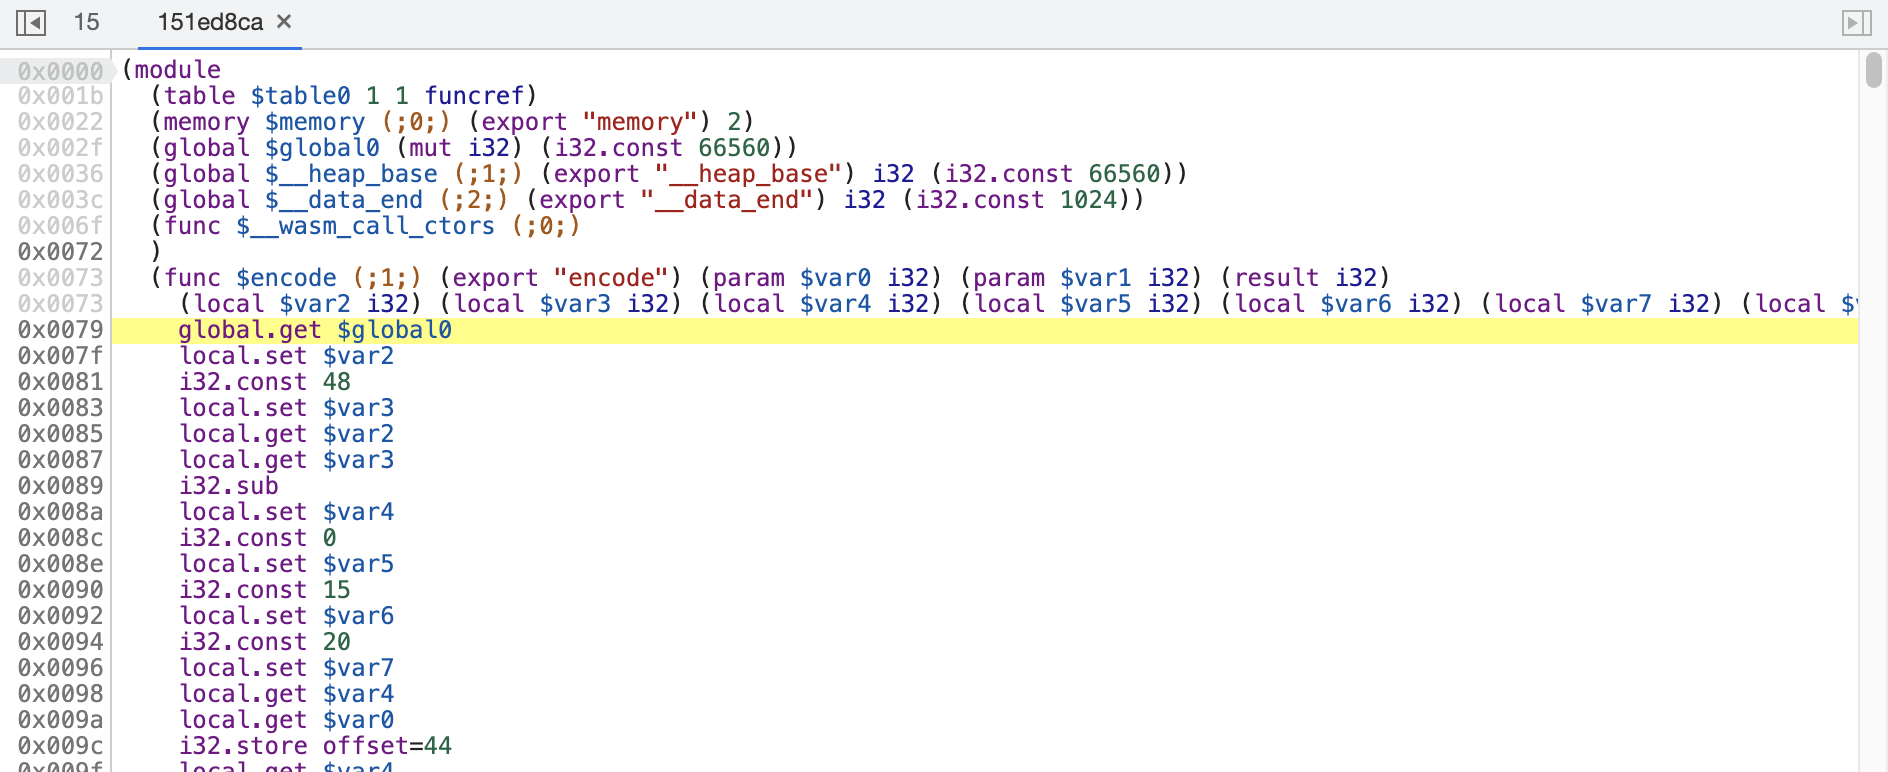 15 151ed8ca ×
0x0000 (module
0x001b (table $table0 1 1 funcref)
0x0022 (memory $memory (;0;) (export "memory") 2)
0x002f (global $global0 (mut i32) (i32.const 66560))
0x0036 (global $__heap_base (;1;) (export "__heap_base") i32 (i32.const 66560))
0x003c (global $__data_end (;2;) (export "__data_end") i32 (i32.const 1024))
0x006f (func $__wasm_call_ctors (;0;)
0x0072 )
0x0073 (func $encode (;1;) (export "encode") (param $var0 i32) (param $var1 i32) (result i32)
0x0073 (local $var2 i32) (local $var3 i32) (local $var4 i32) (local $var5 i32) (local $var6 i32) (local $var7 i32) (local $
0x0079 global.get $global0
0x007f local.set $var2
0x0081 i32.const 48
0x0083 local.set $var3
0x0085 local.get $var2
0x0087 local.get $var3
0x0089 i32.sub
0x008a local.set $var4
0x008c i32.const 0
0x008e local.set $var5
0x0090 i32.const 15
0x0092 local.set $var6
0x0094 i32.const 20
0x0096 local.set $var7
0x0098 local.get $var4
0x009a local.get $var0
0x009c i32.store offset=44
0x009f local.get $var4